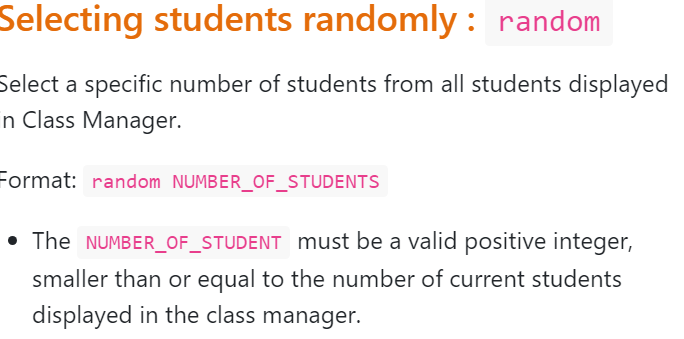 Selecting students randomly : random
Select a specific number of students from all students displayed
in Class Manager.
Format: random NUMBER_OF_STUDENTS
• The NUMBER_OF_STUDENT must be a valid positive integer,
smaller than or equal to the number of current students
displayed in the class manager.